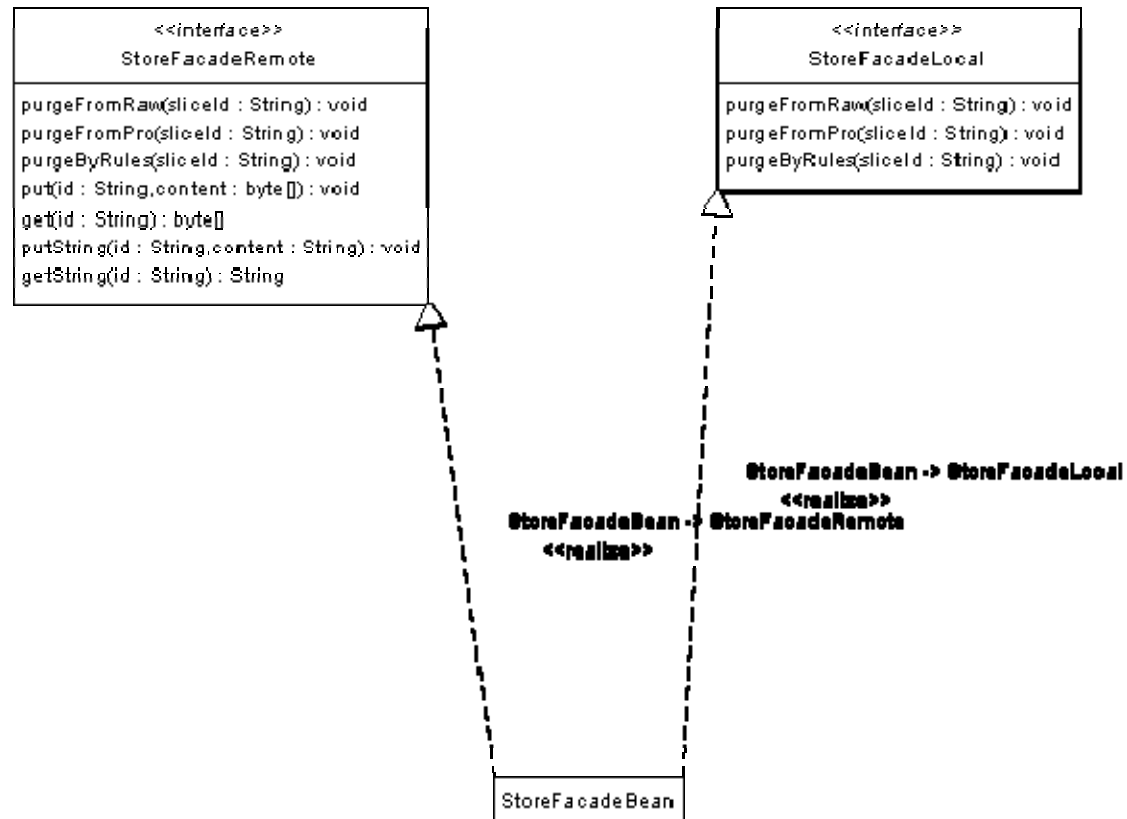 <<interface>>
StoreFacadeRemote
purgeFromRaw(sliceId : String) : void
purgeFromPro(sliceId : String) : void
purgeByRules(sliceId : String) : void
put(id : String,content : byte[]) : void
get(id : String) : byte[]
putString(id : String,content : String) : void
getString(id : String) : String
<<interface>>
StoreFacadeLocal
purgeFromRaw(sliceId : String) : void
purgeFromPro(sliceId : String) : void
purgeByRules(sliceId : String) : void
StoreFacadeBean -> StoreFacadeLocal
<<realize>>
StoreFacadeBean -> StoreFacadeRemote
<<realize>>
StoreFacadeBean